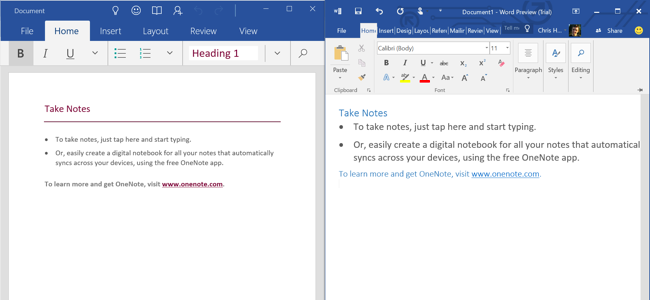 Document
File Home Insert Layout Review View
B I U Heading 1
Take Notes
To take notes, just tap here and start typing.
Or, easily create a digital notebook for all your notes that automatically
syncs across your devices, using the free OneNote app.
To learn more and get OneNote, visit www.onenote.com.
Document1 - Word Preview (Trial)
File Home Insert Desig Layou Refere Mailin Review View Tell m Chris H... Share
Calibri (Body) 11
Paste B I U abc x₂ x² Paragraph Styles Editing
A aby A Aa A A
Clipboard Font
Take Notes
To take notes, just tap here and start typing.
Or, easily create a digital notebook for all your notes that automatical
syncs across your devices, using the free OneNote app.
To learn more and get OneNote, visit www.onenote.com.